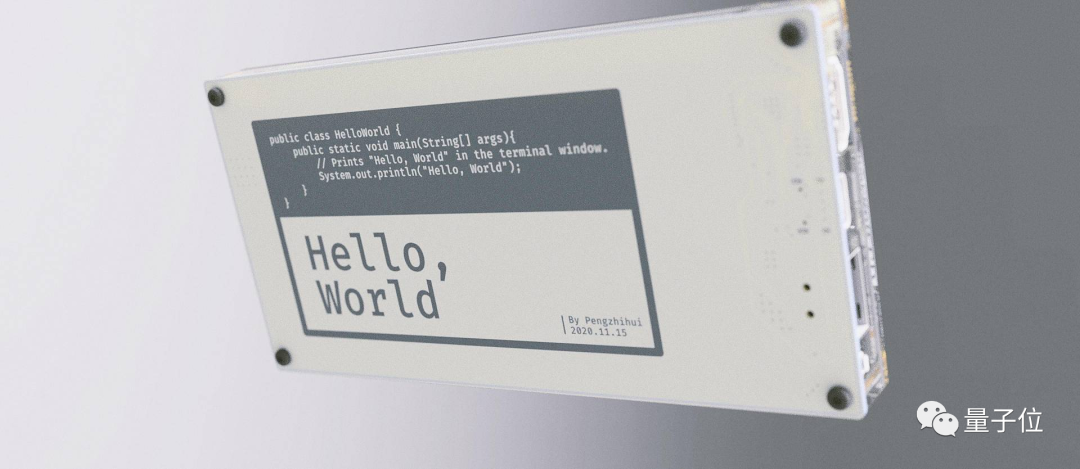 public class HelloWorld {
public static void main(String[] args){
// Prints "Hello, World" in the terminal window.
System.out.println("Hello, World");
}
}
Hello,
World
By Pengzhihui
2020.11.15
量子位